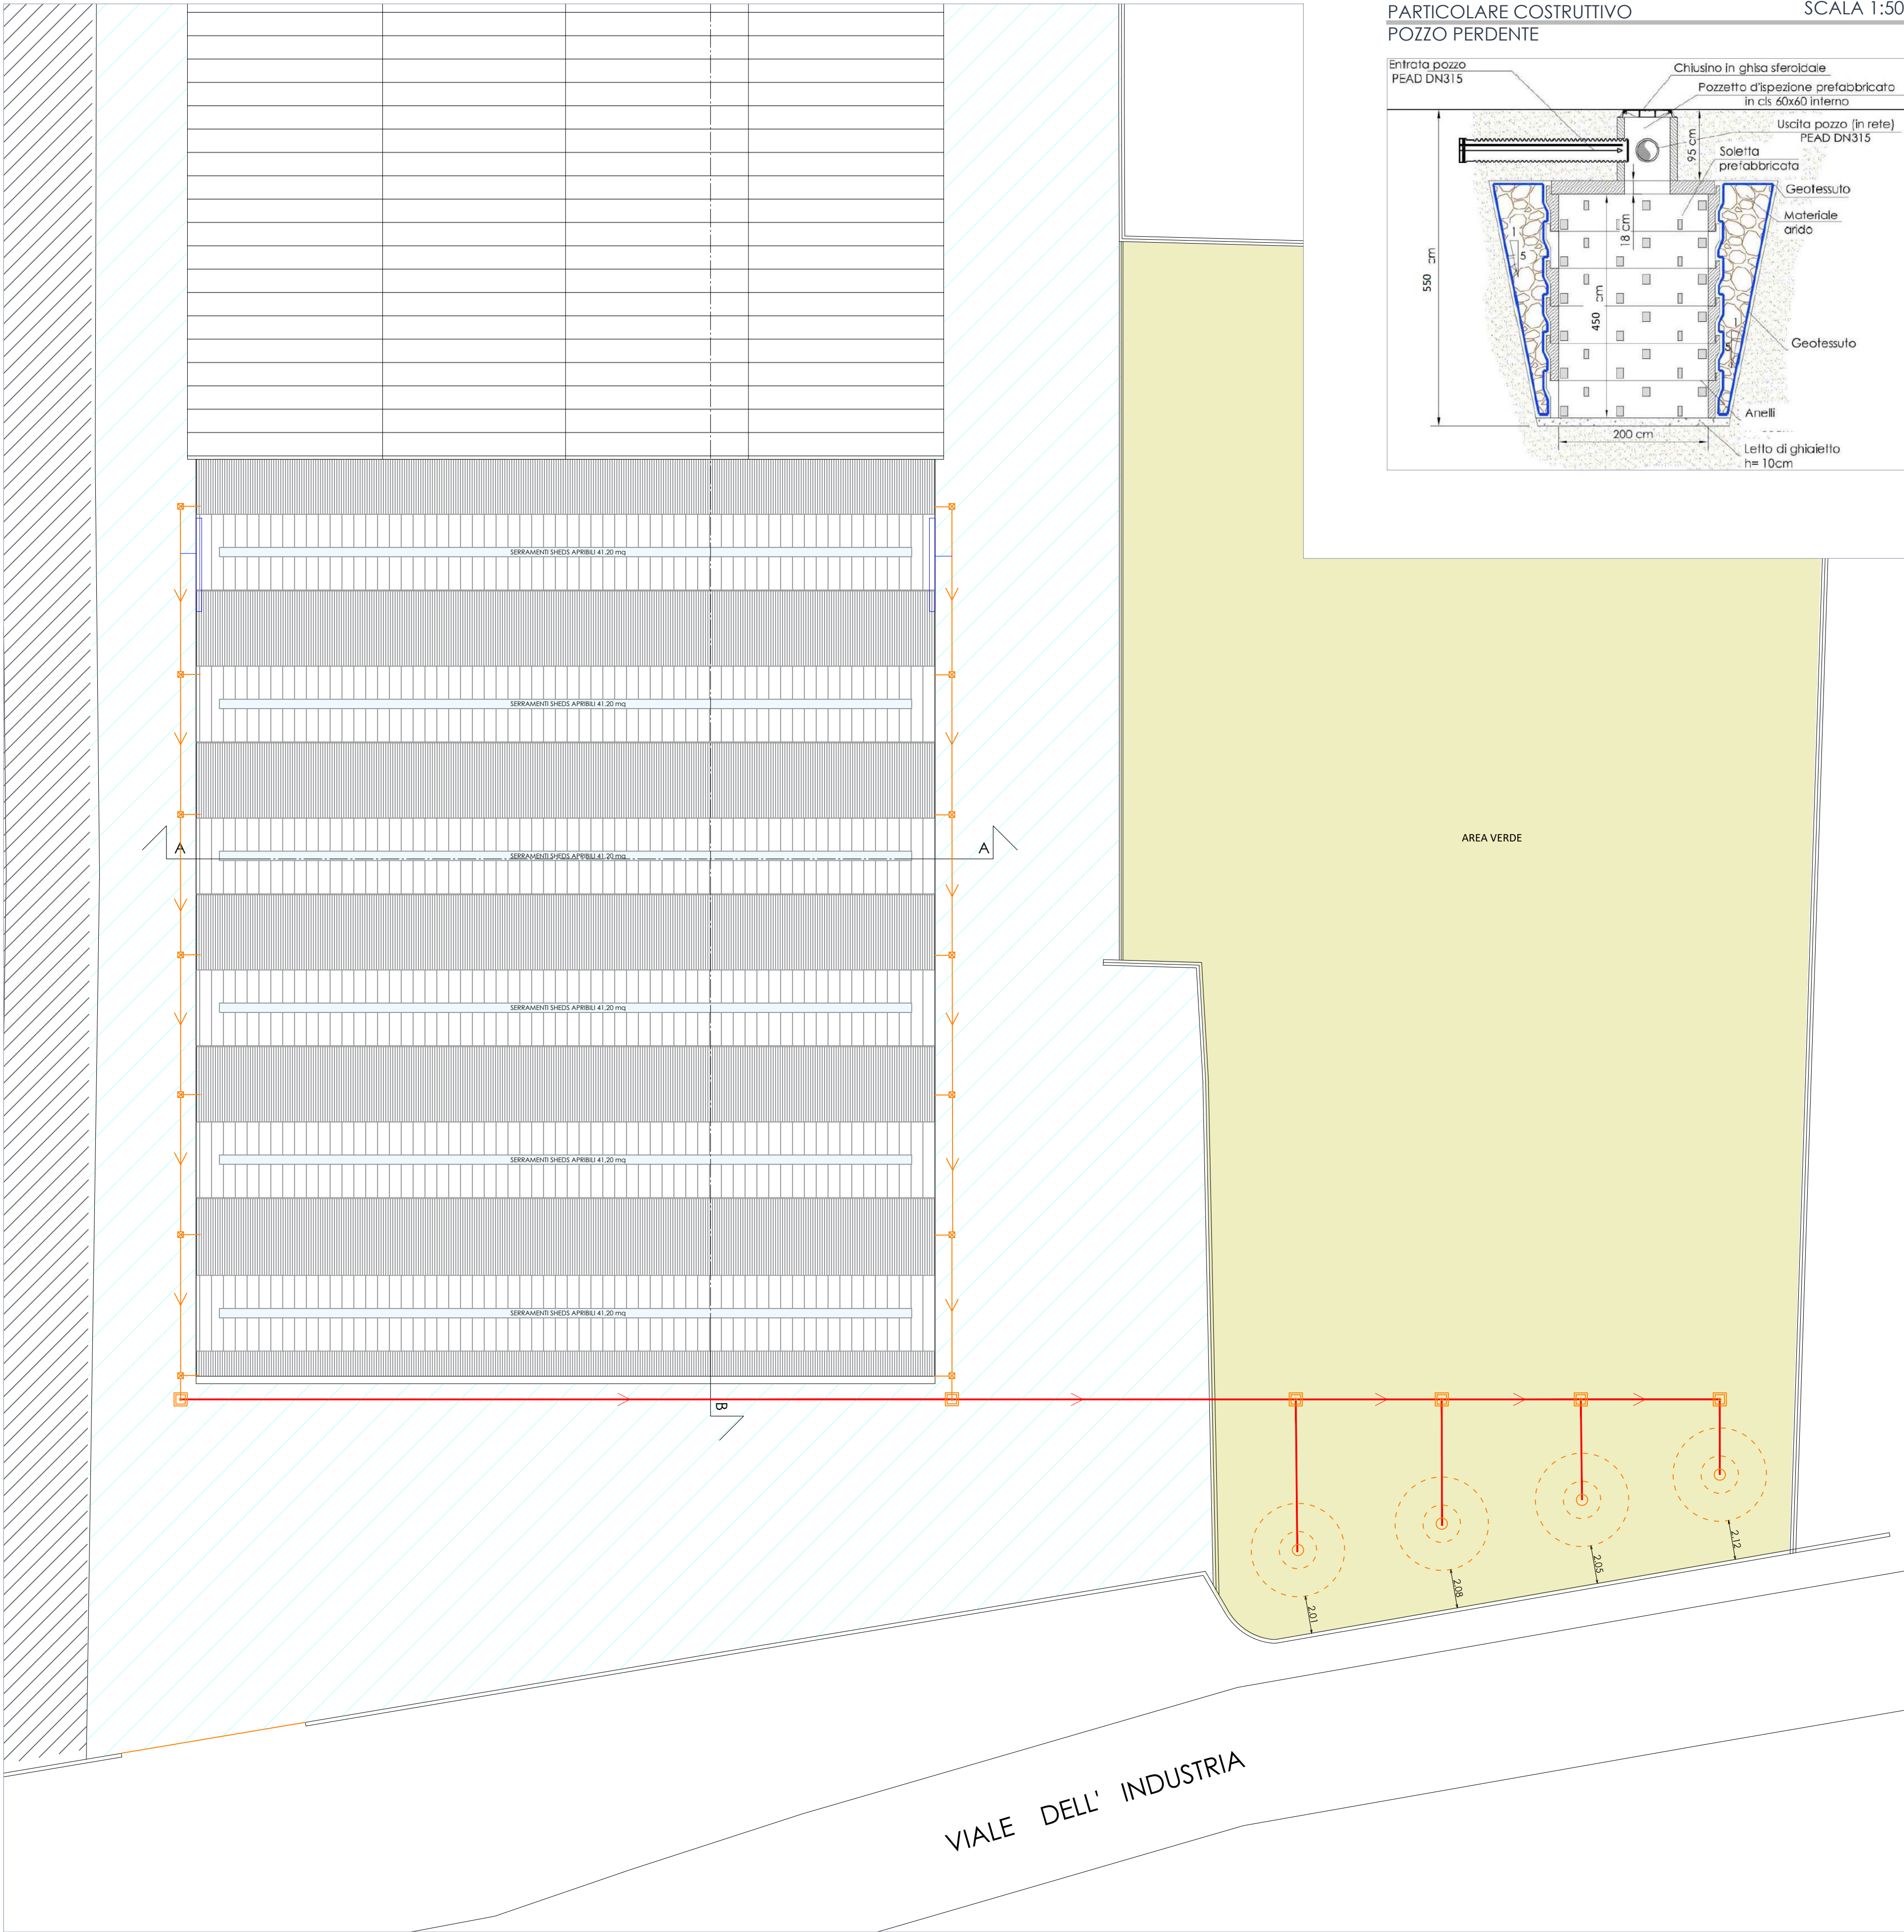 PARTICOLARE COSTRUTTIVO
SCALA 1:50
POZZO PERDENTE
Entrata pozzo
PEAD DN315
Chiusino in ghisa sferoidale
Pozzetto d'ispezione prefabbricato
in cls 60x60 interno
Uscita pozzo (in rete)
PEAD DN315
Soletta
prefabbricata
95 cm
Geotessuto
Materiale
arido
18 cm
1
5
550 cm
450 cm
1
5
Geotessuto
Anelli
200 cm
Letto di ghiaietto
h= 10cm
SERRAMENTI SHEDS APRIBILI 41,20 mq
SERRAMENTI SHEDS APRIBILI 41,20 mq
AREA VERDE
A
SERRAMENTI SHEDS APRIBILI 41,20 mq
A
SERRAMENTI SHEDS APRIBILI 41,20 mq
SERRAMENTI SHEDS APRIBILI 41,20 mq
SERRAMENTI SHEDS APRIBILI 41,20 mq
B
2.01
2.08
2.05
2.12
VIALE DELL' INDUSTRIA